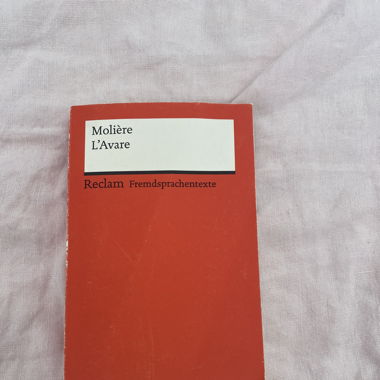 Molière
L'Avare
Reclam Fremdsprachentexte